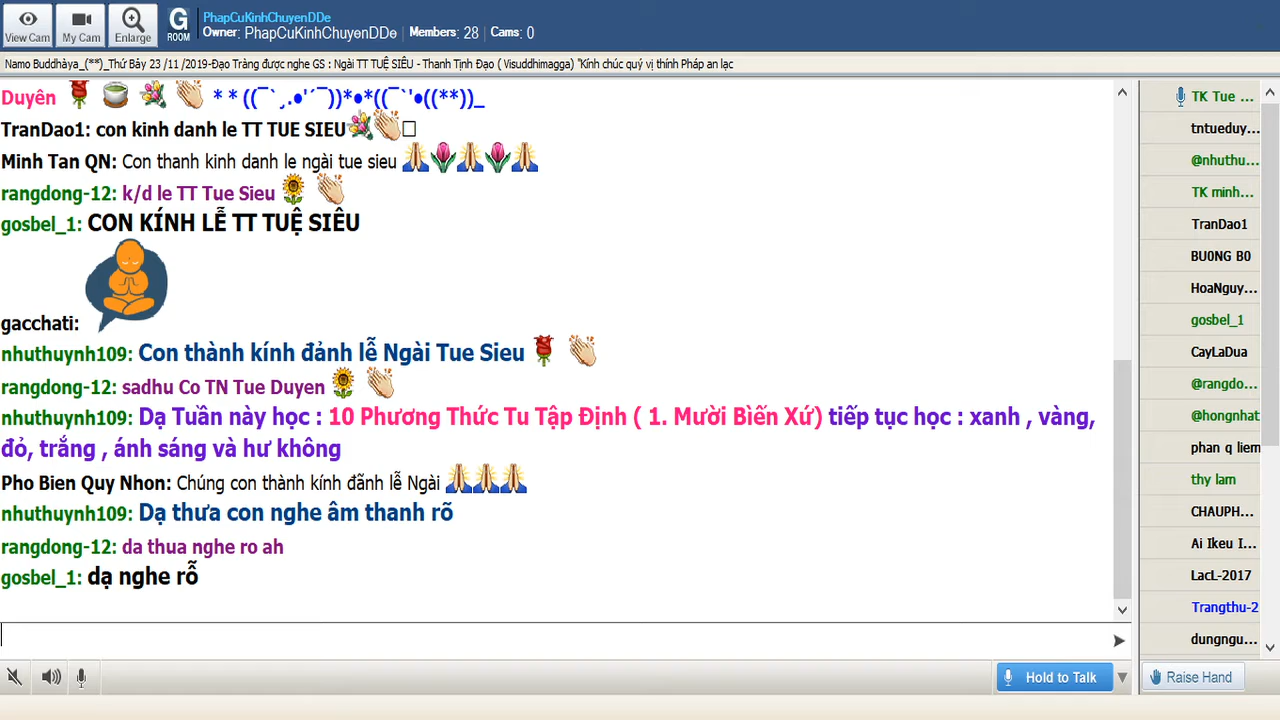 View Cam
My Cam
Enlarge
G
ROOM
PhapCuKinhChuyenDDe
Owner: PhapCuKinhChuyenDDe | Members: 28 | Cams: 0
Namo Buddhàya_(**)_Thứ Bảy 23 /11 /2019-Đạo Tràng được nghe GS : Ngài TT TUỆ SIÊU - Thanh Tịnh Đạo ( Visuddhimagga) "Kính chúc quý vị thính Pháp an lạc
Duyên 🌹 🍵 💐 👏 * * ((¯`¸.●'´¯))*●*((¯`'●((**))_
TranDao1: con kinh danh le TT TUE SIEU💐👏□
Minh Tan QN: Con thanh kinh danh le ngài tue sieu 🙏🌷🙏🌷🙏
rangdong-12: k/d le TT Tue Sieu 🌻 👏
gosbel_1: CON KÍNH LỄ TT TUỆ SIÊU
gacchati:
nhuthuynh109: Con thành kính đảnh lễ Ngài Tue Sieu 🌹 👏
rangdong-12: sadhu Co TN Tue Duyen 🌻 👏
nhuthuynh109: Dạ Tuần này học : 10 Phương Thức Tu Tập Định ( 1. Mười Bìến Xứ) tiếp tục học : xanh , vàng,
đỏ, trắng , ánh sáng và hư không
Pho Bien Quy Nhon: Chúng con thành kính đãnh lễ Ngài 🙏🙏🙏
nhuthuynh109: Dạ thưa con nghe âm thanh rõ
rangdong-12: da thua nghe ro ah
gosbel_1: dạ nghe rỗ
Hold to Talk
TK Tue ...
tntueduy...
@nhuthu...
TK minh...
TranDao1
BU0NG B0
HoaNguy...
gosbel_1
CayLaDua
@rangdo...
@hongnhat
phan q liem
thy lam
CHAUPH...
Ai Ikeu I...
LacL-2017
Trangthu-2
dungngu...
Raise Hand